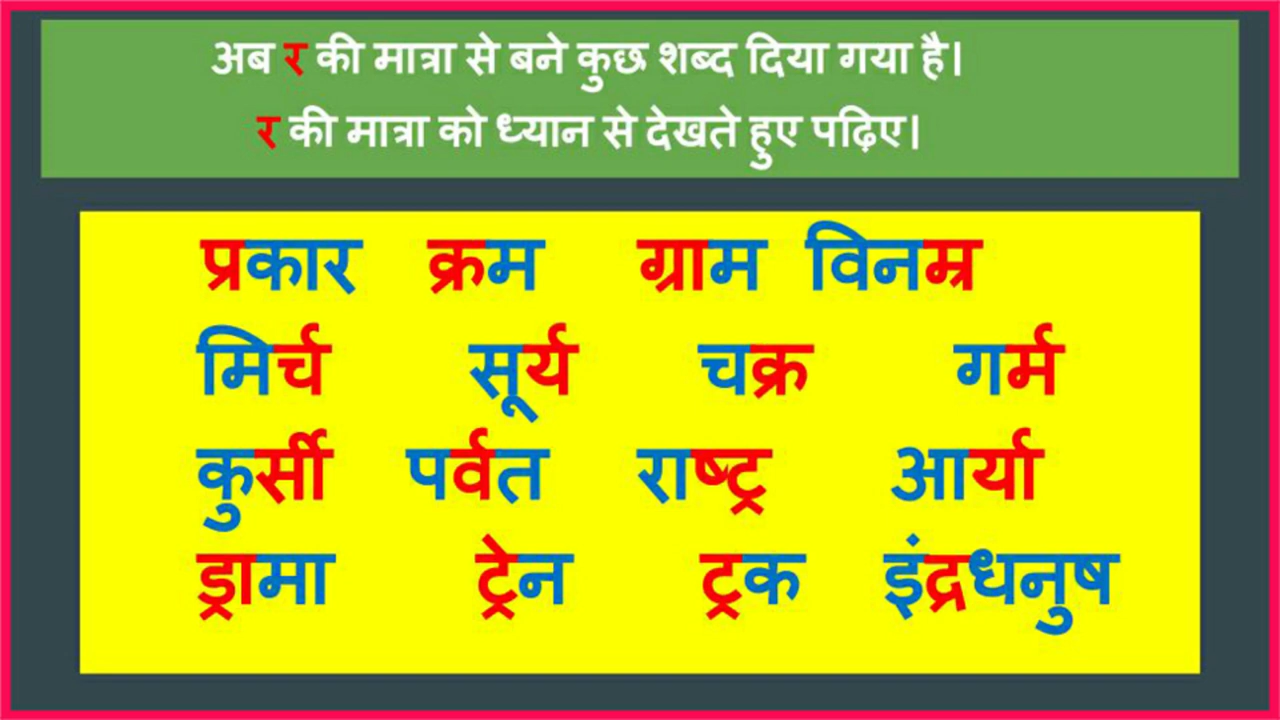 अब र की मात्रा से बने कुछ शब्द दिया गया है।
र की मात्रा को ध्यान से देखते हुए पढ़िए।
प्रकार क्रम ग्राम विनम्र
मिर्च सूर्य चक्र गर्म
कुर्सी पर्वत राष्ट्र आर्या
ड्रामा ट्रेन ट्रक इंद्रधनुष